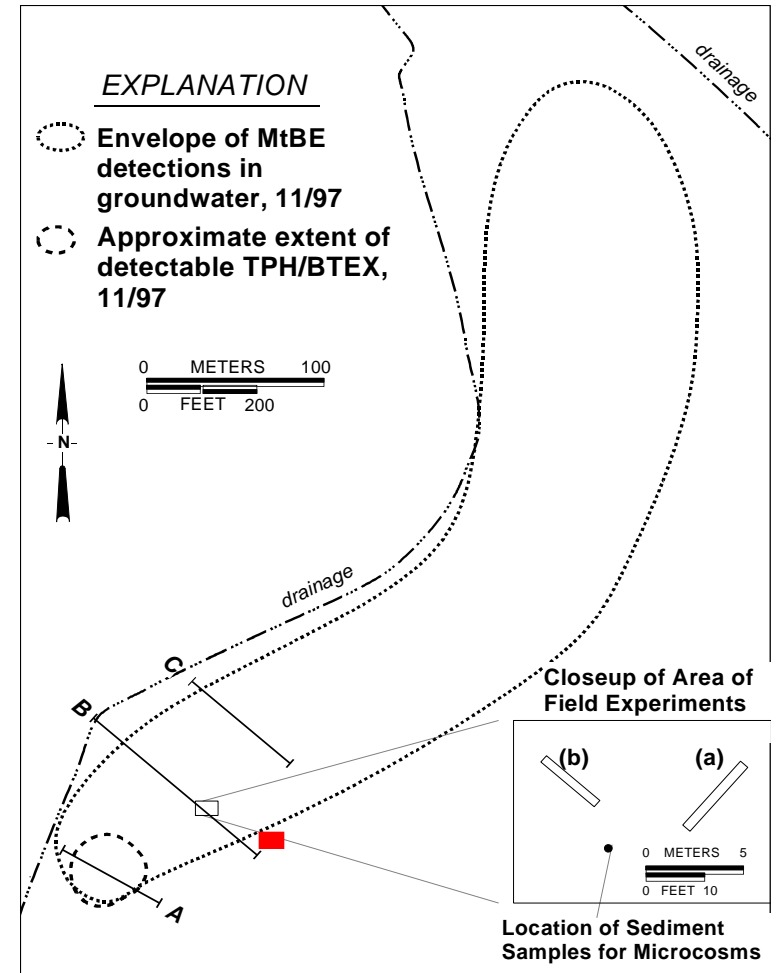 drainage
EXPLANATION
Envelope of MtBE
detections in
groundwater, 11/97
Approximate extent of
detectable TPH/BTEX,
11/97
0 METERS 100
0 FEET 200
N
drainage
C
B
A
Closeup of Area of
Field Experiments
(b) (a)
0 METERS 5
0 FEET 10
Location of Sediment
Samples for Microcosms